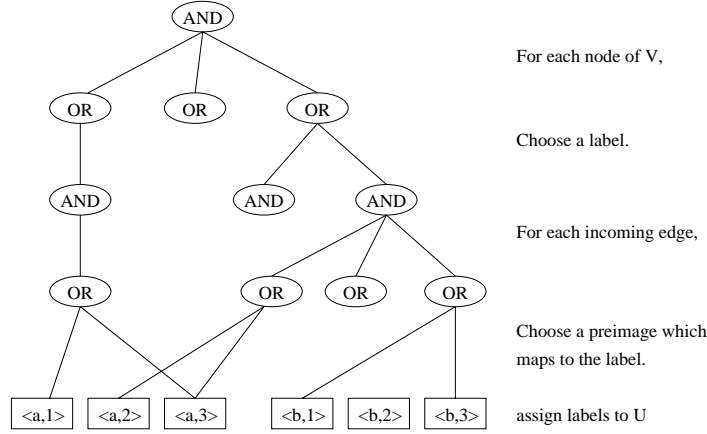 AND
For each node of V,
OR OR OR
Choose a label.
AND AND AND
For each incoming edge,
OR OR OR OR
Choose a preimage which
maps to the label.
<a,1> <a,2> <a,3> <b,1> <b,2> <b,3> assign labels to U